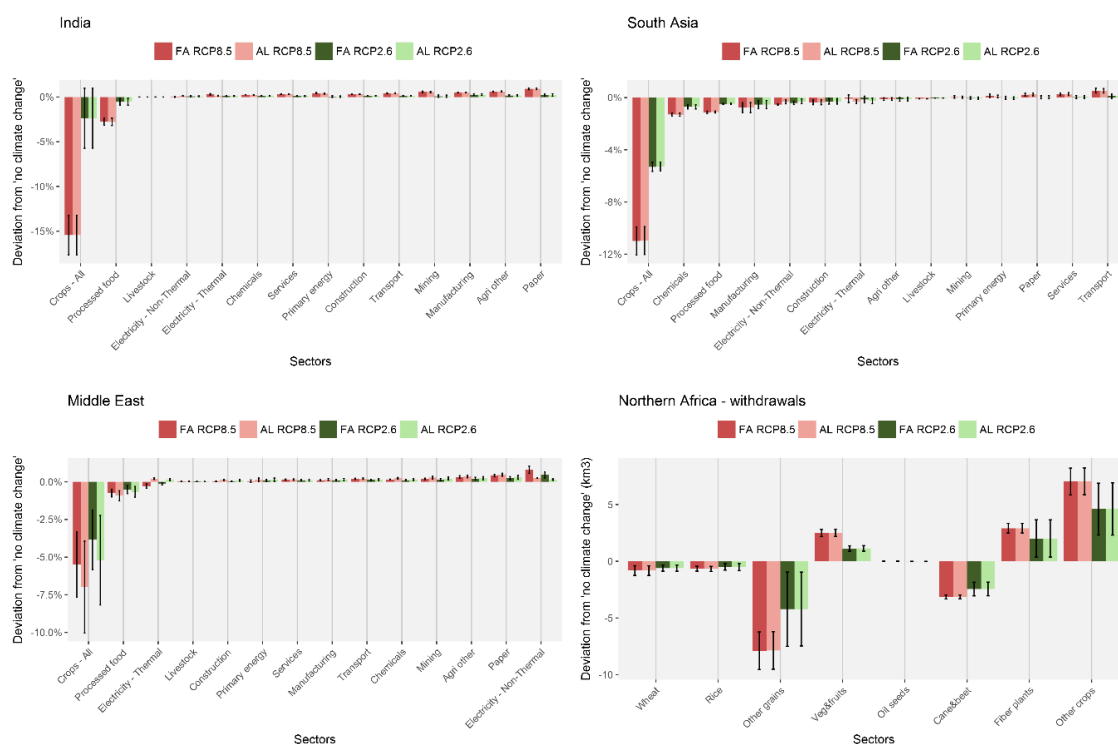 India
FA RCP8.5 AL RCP8.5 FA RCP2.6 AL RCP2.6
Deviation from 'no climate change'
0%
-5%
-10%
-15%
Crops - All
Processed food
Livestock
Electricity - Non-Thermal
Electricity - Thermal
Chemicals
Services
Primary energy
Construction
Transport
Mining
Manufacturing
Agri other
Paper
Sectors
South Asia
FA RCP8.5 AL RCP8.5 FA RCP2.6 AL RCP2.6
Deviation from 'no climate change'
0%
-4%
-8%
-12%
Crops - All
Chemicals
Processed food
Manufacturing
Electricity - Non-Thermal
Construction
Electricity - Thermal
Agri other
Livestock
Mining
Primary energy
Paper
Services
Transport
Sectors
Middle East
FA RCP8.5 AL RCP8.5 FA RCP2.6 AL RCP2.6
Deviation from 'no climate change'
0.0%
-2.5%
-5.0%
-7.5%
-10.0%
Crops - All
Processed food
Electricity - Thermal
Livestock
Construction
Primary energy
Services
Manufacturing
Transport
Chemicals
Mining
Agri other
Paper
Electricity - Non-Thermal
Sectors
Northern Africa - withdrawals
FA RCP8.5 AL RCP8.5 FA RCP2.6 AL RCP2.6
Deviation from 'no climate change' (km3)
5
0
-5
-10
Wheat
Rice
Other grains
Veg&fruits
Oil seeds
Cane&beet
Fiber plants
Other crops
Sectors